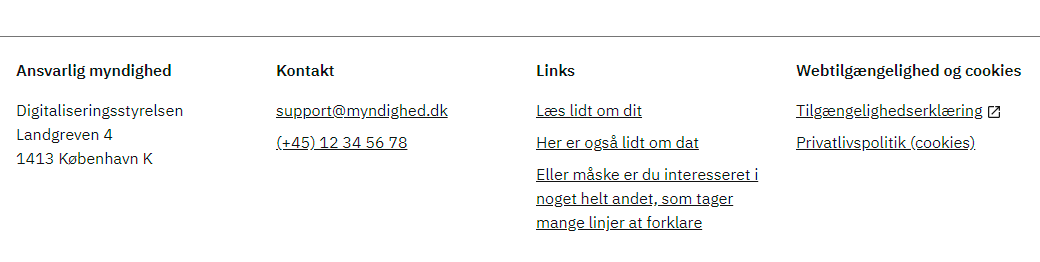 Ansvarlig myndighed
Digitaliseringsstyrelsen
Landgreven 4
1413 København K
Kontakt
support@myndighed.dk
(+45) 12 34 56 78
Links
Læs lidt om dit
Her er også lidt om dat
Eller måske er du interesseret i
noget helt andet, som tager
mange linjer at forklare
Webtilgængelighed og cookies
Tilgængelighedserklæring
Privatlivspolitik (cookies)